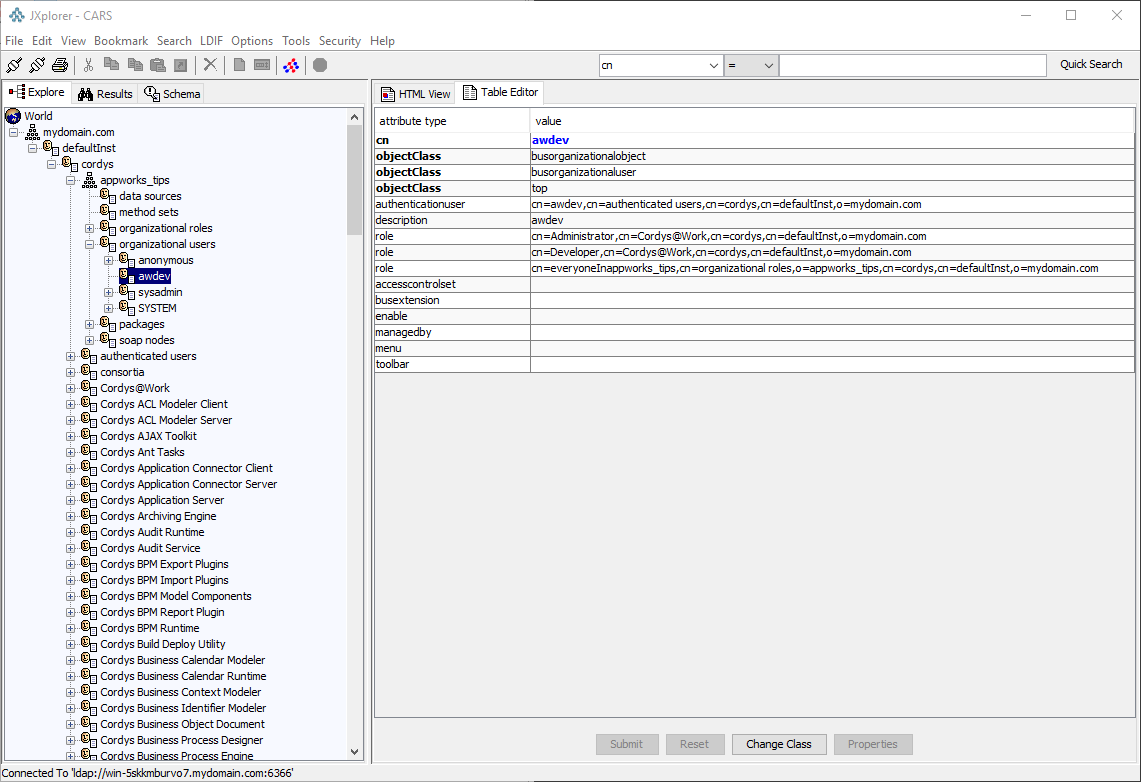 JXplorer - CARS
File Edit View Bookmark Search LDIF Options Tools Security Help
cn = Quick Search
Explore Results Schema
HTML View Table Editor
World
mydomain.com
defaultInst
cordys
appworks_tips
data sources
method sets
organizational roles
organizational users
anonymous
awdev
sysadmin
SYSTEM
packages
soap nodes
authenticated users
consortia
Cordys@Work
Cordys ACL Modeler Client
Cordys ACL Modeler Server
Cordys AJAX Toolkit
Cordys Ant Tasks
Cordys Application Connector Client
Cordys Application Connector Server
Cordys Application Server
Cordys Archiving Engine
Cordys Audit Runtime
Cordys Audit Service
Cordys BPM Export Plugins
Cordys BPM Import Plugins
Cordys BPM Model Components
Cordys BPM Report Plugin
Cordys BPM Runtime
Cordys Build Deploy Utility
Cordys Business Calendar Modeler
Cordys Business Calendar Runtime
Cordys Business Context Modeler
Cordys Business Identifier Modeler
Cordys Business Object Document
Cordys Business Process Designer
Cordys Business Process Engine
attribute type value
cn awdev
objectClass busorganizationalobject
objectClass busorganizationaluser
objectClass top
authenticationuser cn=awdev,cn=authenticated users,cn=cordys,cn=defaultInst,o=mydomain.com
description awdev
role cn=Administrator,cn=Cordys@Work,cn=cordys,cn=defaultInst,o=mydomain.com
role cn=Developer,cn=Cordys@Work,cn=cordys,cn=defaultInst,o=mydomain.com
role cn=everyoneInappworks_tips,cn=organizational roles,o=appworks_tips,cn=cordys,cn=defaultInst,o=mydomain.com
accesscontrolset
busextension
enable
managedby
menu
toolbar
Submit Reset Change Class Properties
Connected To 'ldap://win-5skkmburvo7.mydomain.com:6366'